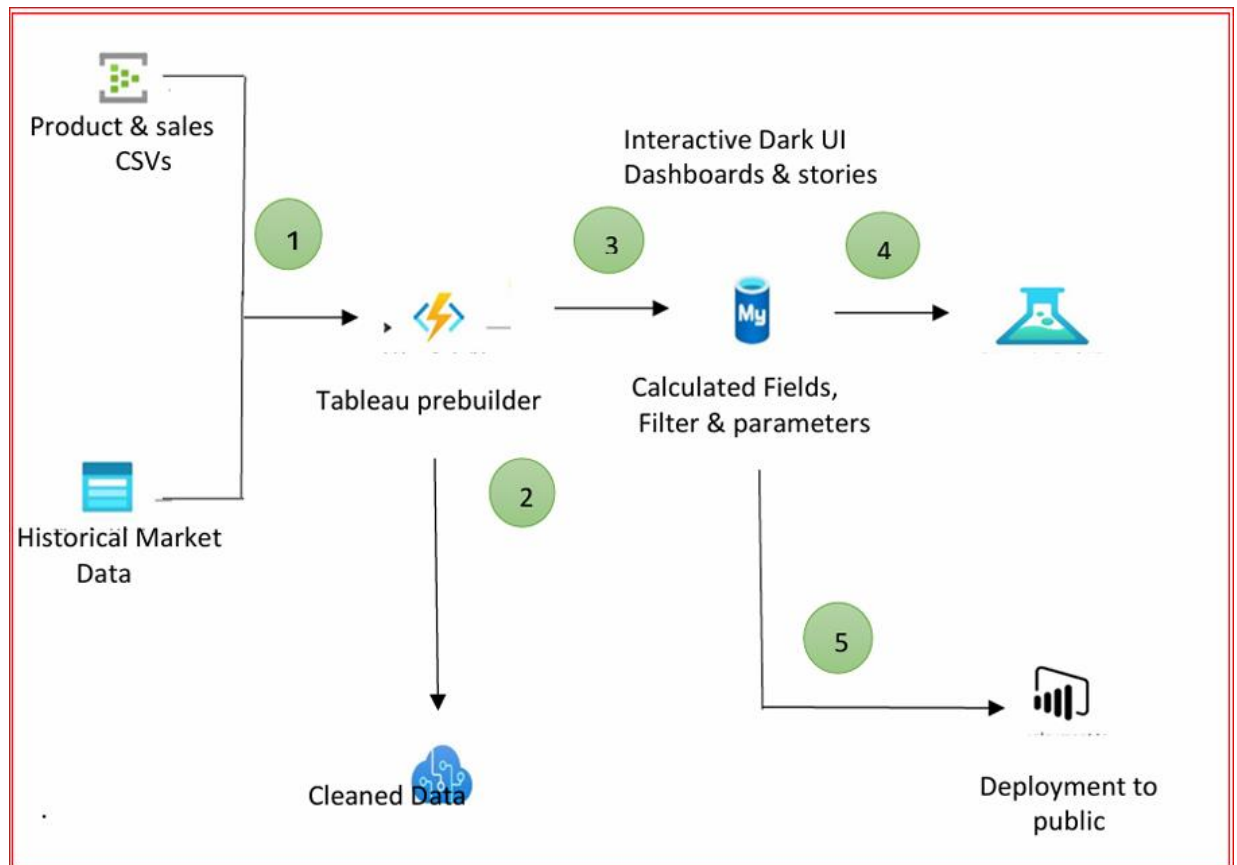 Product & sales
CSVs
Interactive Dark UI
Dashboards & stories
1
3
4
My
Tableau prebuilder
Calculated Fields,
Filter & parameters
2
Historical Market
Data
5
Cleaned Data
Deployment to
public
.